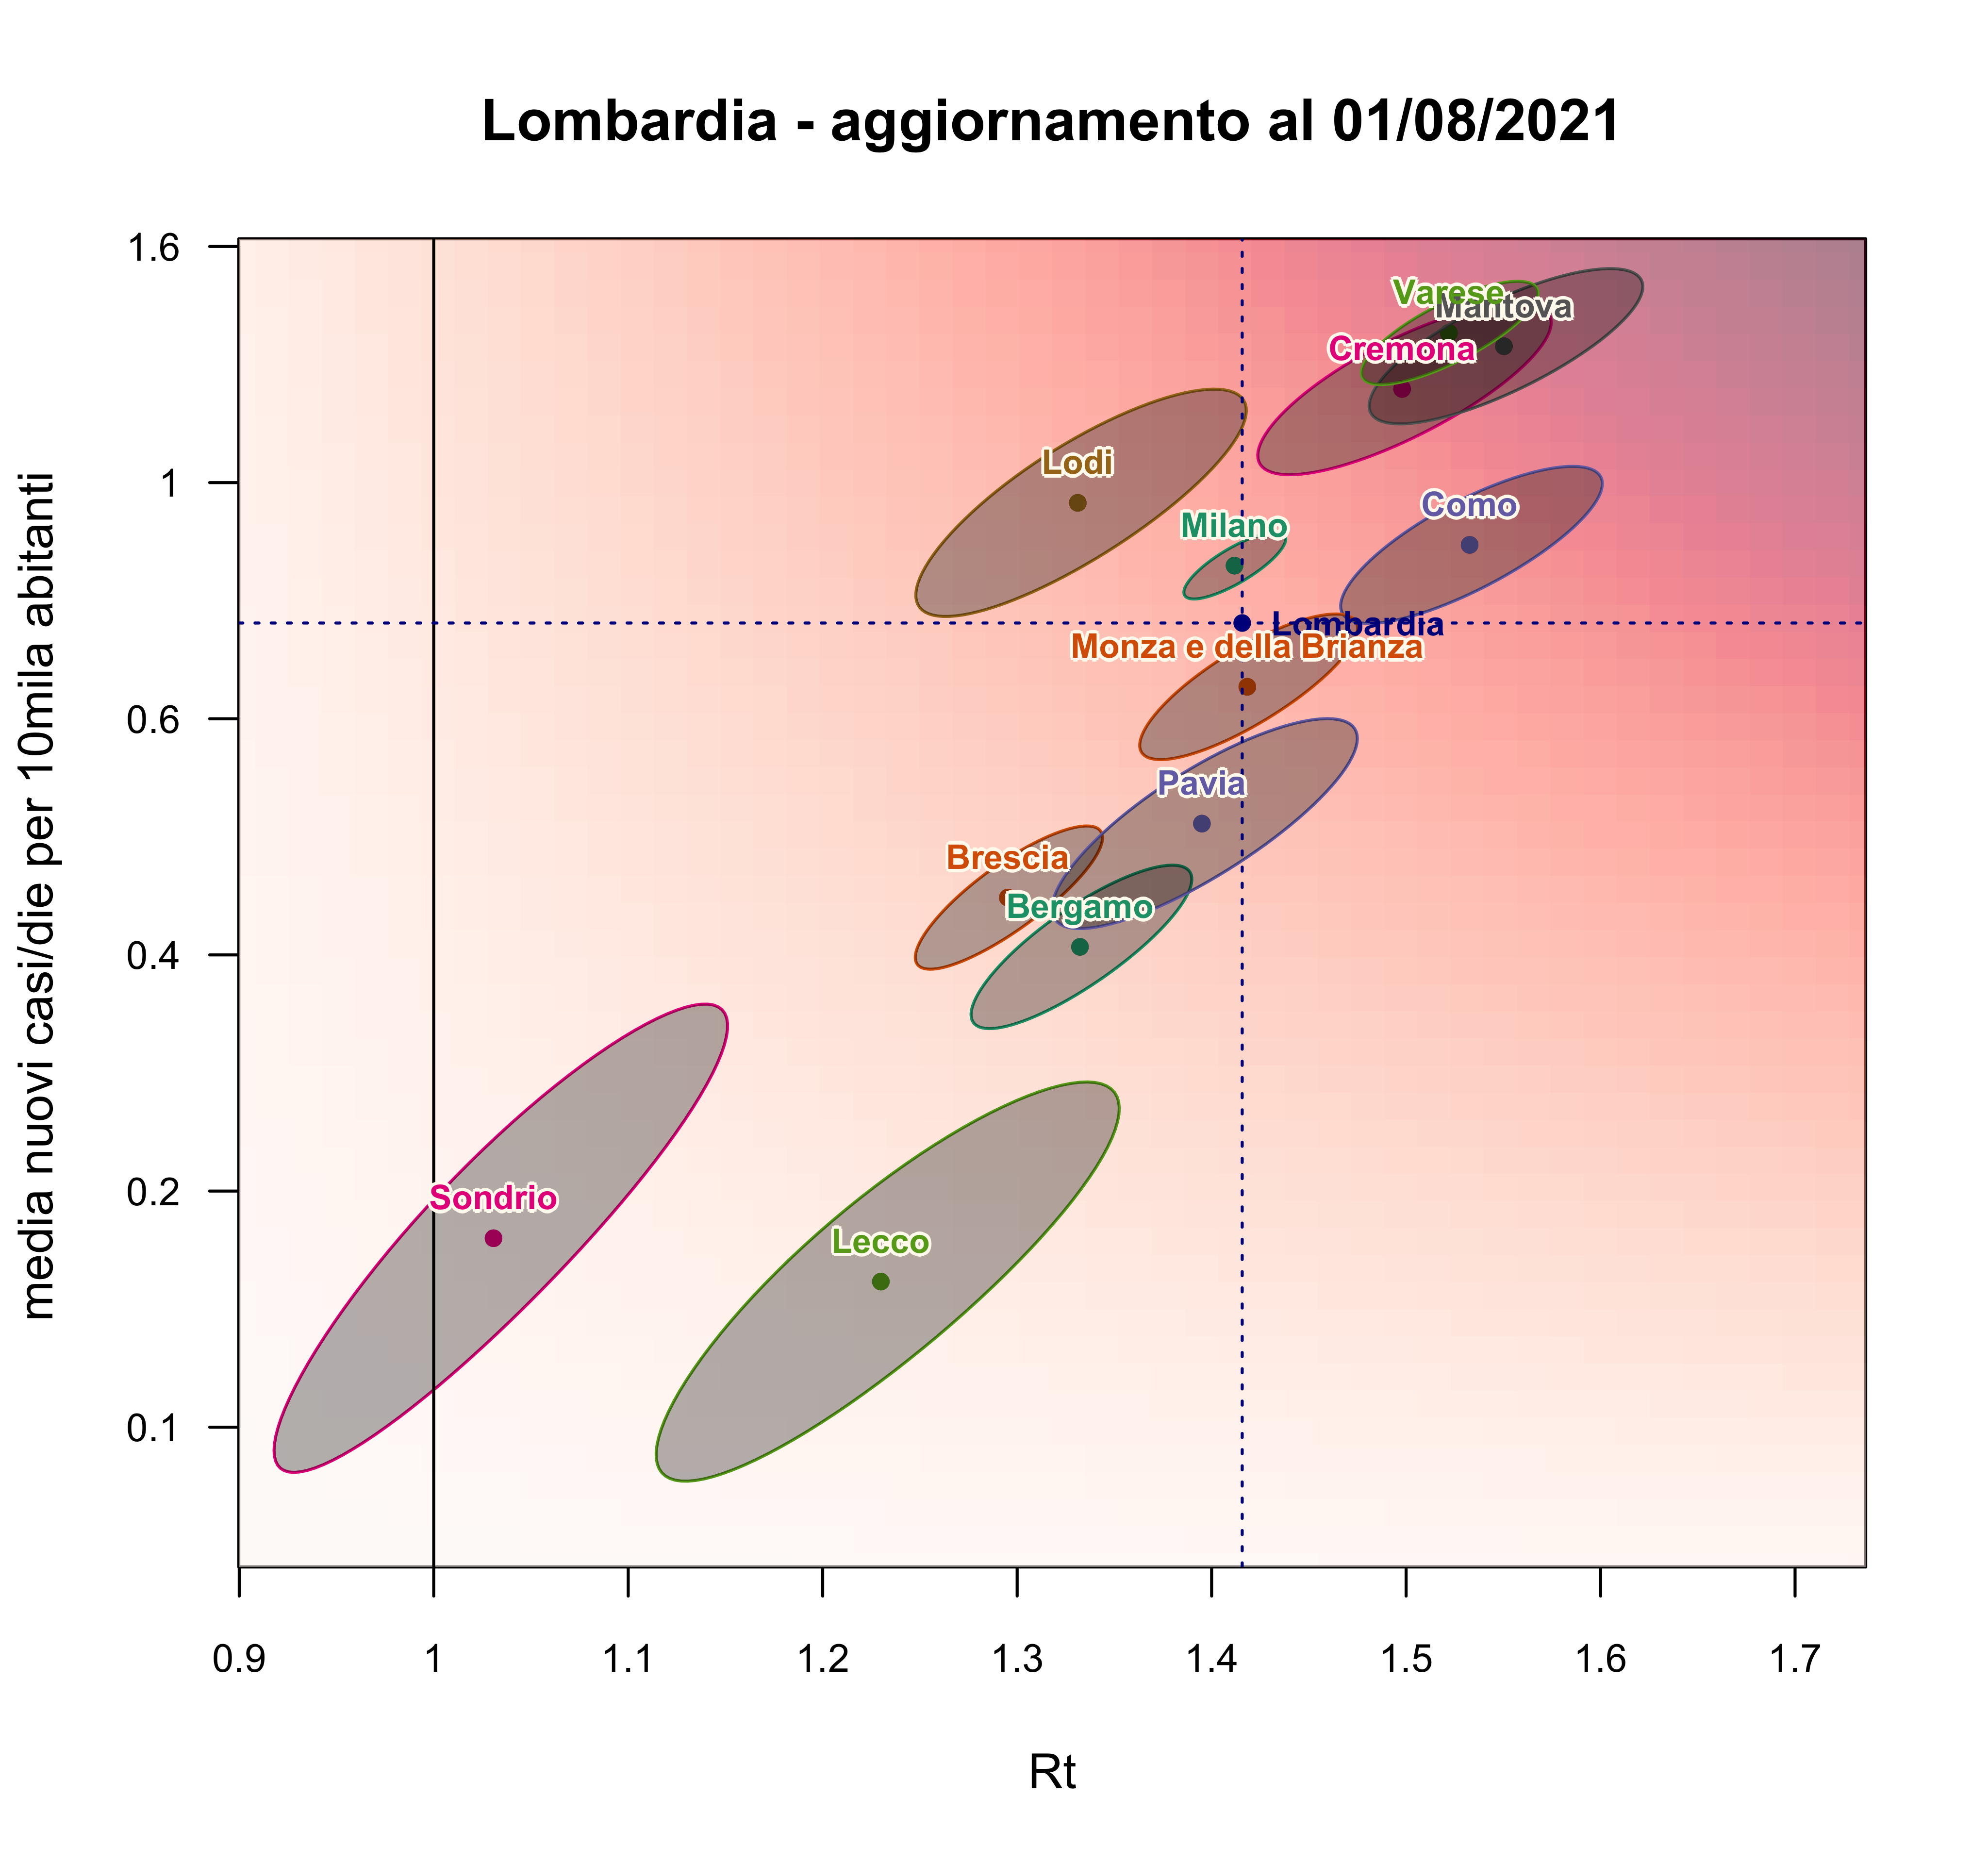 Lombardia - aggiornamento al 01/08/2021
media nuovi casi/die per 10mila abitanti
1.6
1
0.6
0.4
0.2
0.1
Varese
Mantova
Cremona
Lodi
Como
Milano
Lombardia
Monza e della Brianza
Pavia
Brescia
Bergamo
Sondrio
Lecco
0.9 1 1.1 1.2 1.3 1.4 1.5 1.6 1.7
Rt